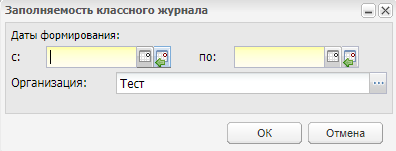 Заполняемость классного журнала
Даты формирования:
с: по:
Организация: Тест ...
ОК Отмена